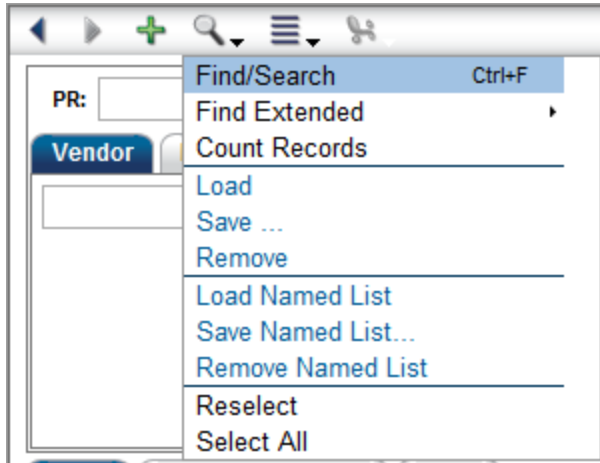 Find/Search Ctrl+F
PR:
Find Extended
Vendor
Count Records
Load
Save ...
Remove
Load Named List
Save Named List...
Remove Named List
Reselect
Select All